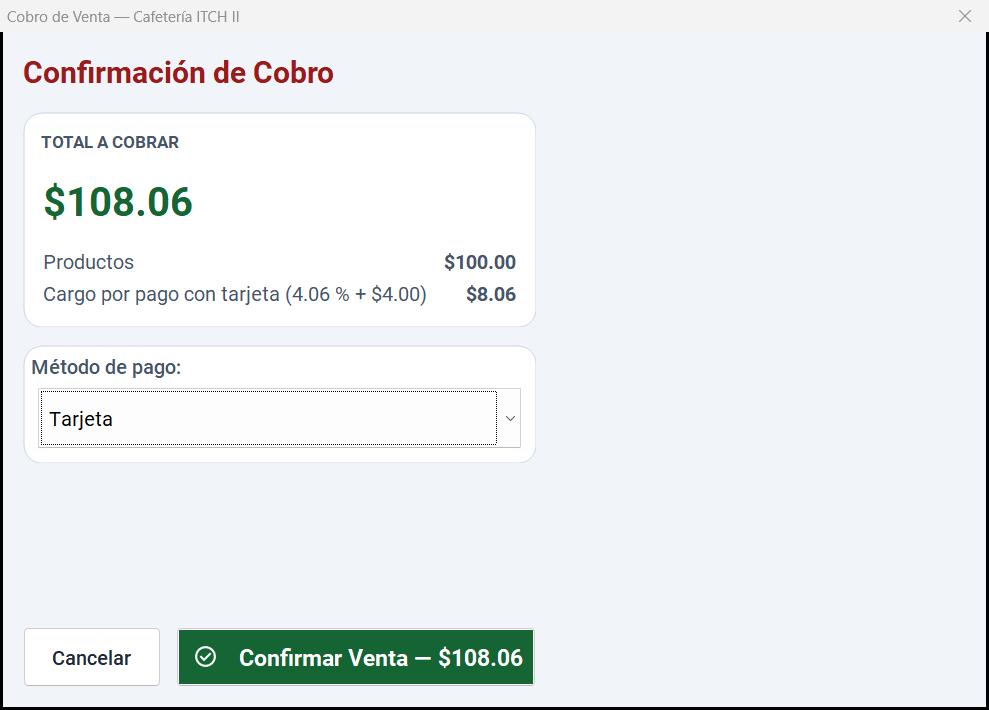 Cobro de Venta — Cafetería ITCH II
Confirmación de Cobro
TOTAL A COBRAR
$108.06
Productos $100.00
Cargo por pago con tarjeta (4.06 % + $4.00) $8.06
Método de pago:
Tarjeta
Cancelar Confirmar Venta — $108.06